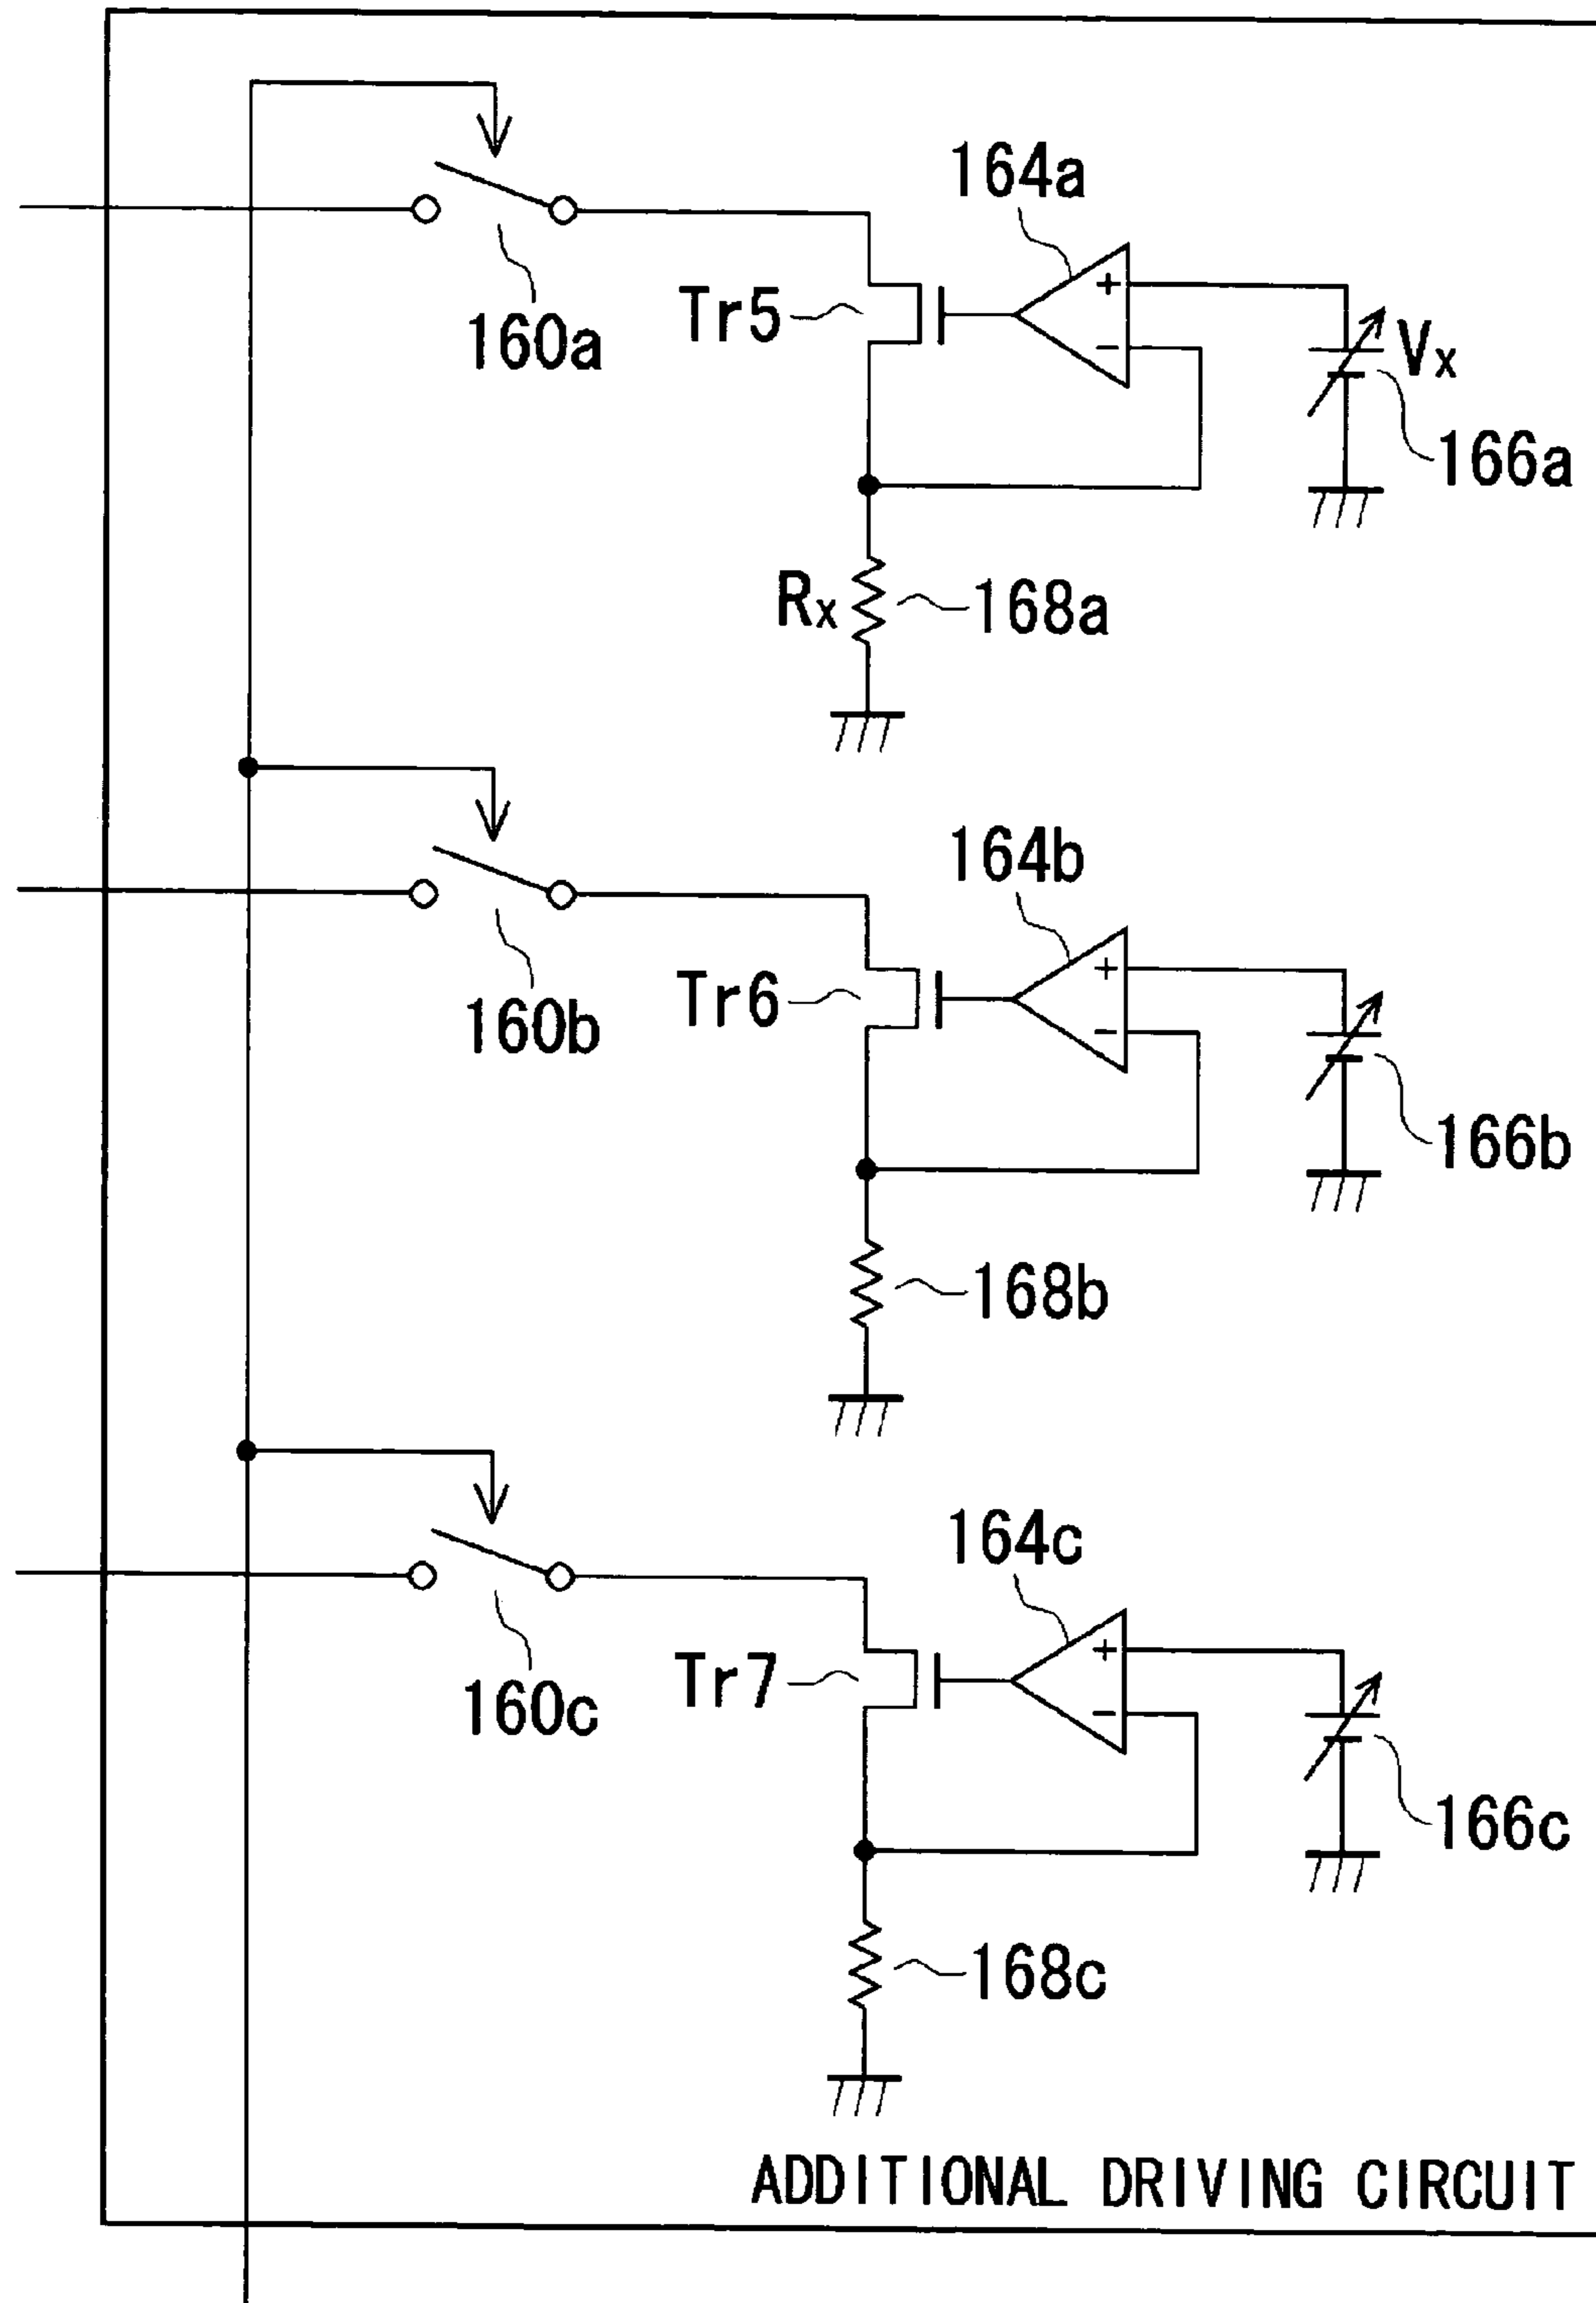 164a
Tr5
160a
+
−
Vx
166a
Rx
168a
164b
Tr6
160b
+
−
166b
168b
164c
Tr7
160c
+
−
166c
168c
ADDITIONAL DRIVING CIRCUIT